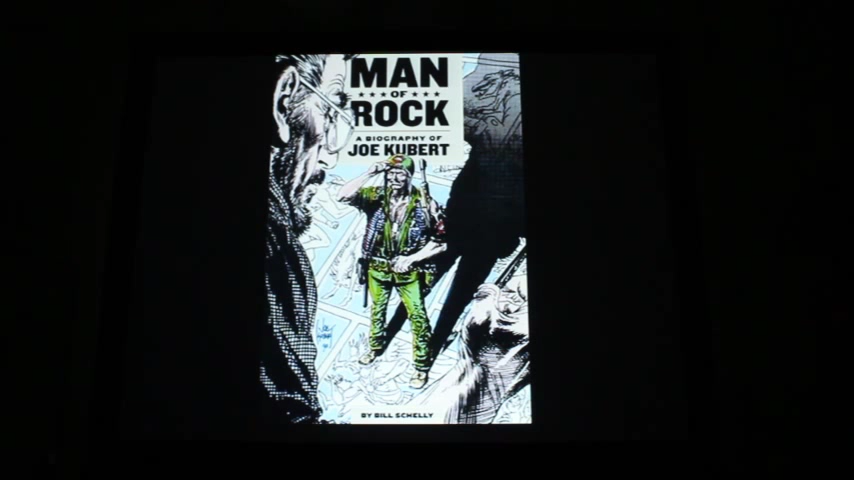 MAN
OF
ROCK
A BIOGRAPHY OF
JOE KUBERT
BY BILL SCHELLY